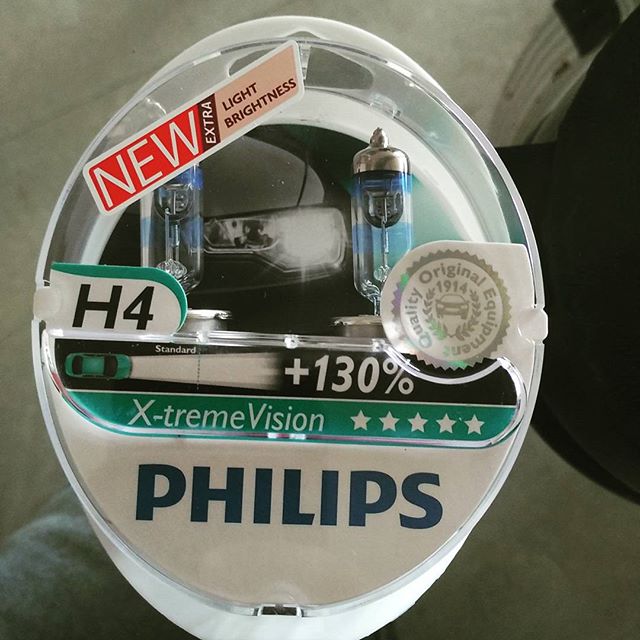 NEW
EXTRA
LIGHT
BRIGHTNESS
H4
Quality Original Equipment
1914
Standard
+130%
X-tremeVision
PHILIPS